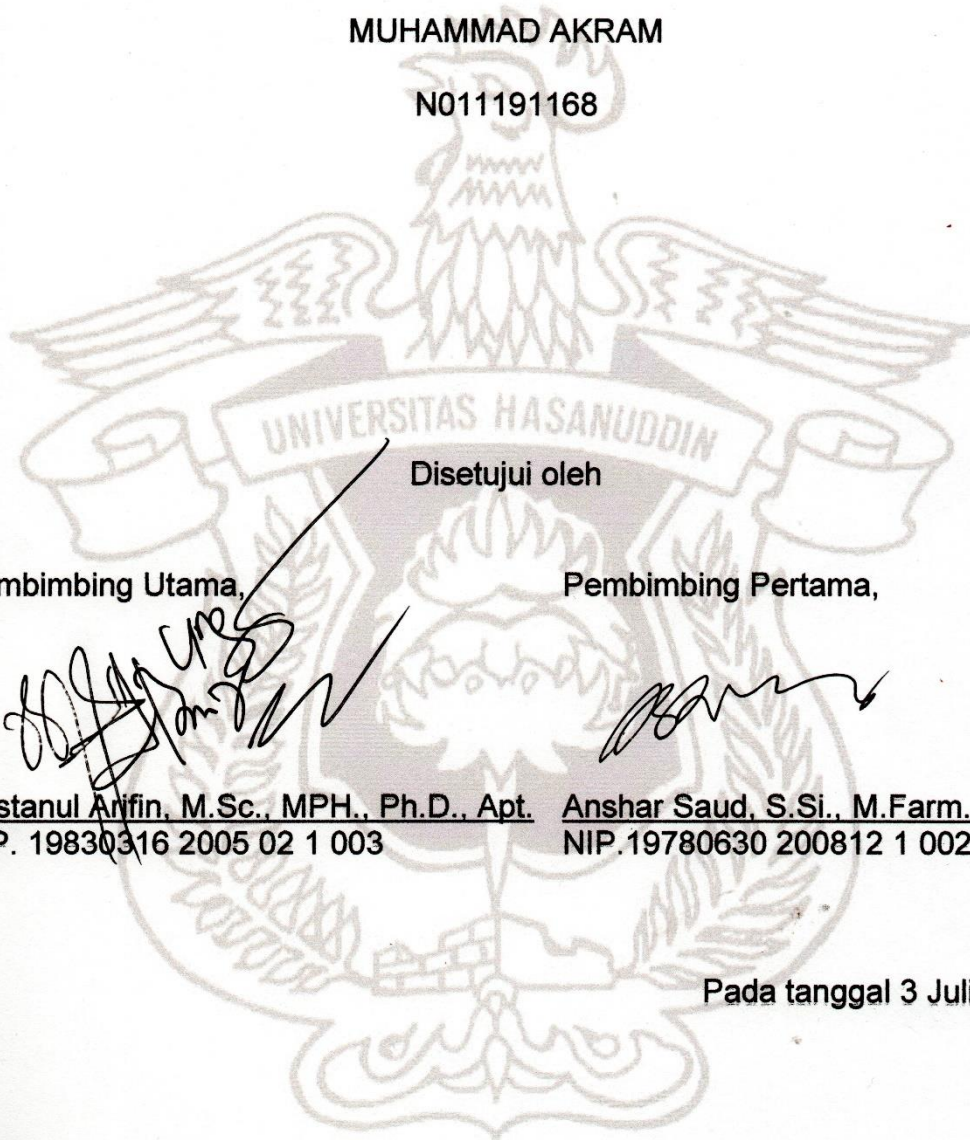 MUHAMMAD AKRAM
N011191168
UNIVERSITAS HASANUDDIN
Disetujui oleh
mbimbing Utama,
Pembimbing Pertama,
stanul Arifin, M.Sc., MPH., Ph.D., Apt.
P. 19830316 2005 02 1 003
Anshar Saud, S.Si., M.Farm.
NIP.19780630 200812 1 002
Pada tanggal 3 Juli